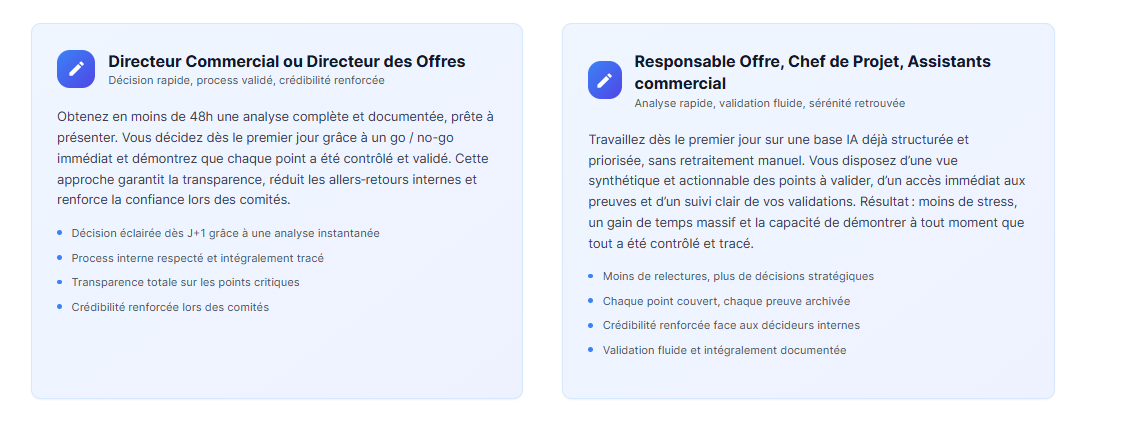 Directeur Commercial ou Directeur des Offres
Décision rapide, process validé, crédibilité renforcée
Obtenez en moins de 48h une analyse complète et documentée, prête à
présenter. Vous décidez dès le premier jour grâce à un go / no-go
immédiat et démontrez que chaque point a été contrôlé et validé. Cette
approche garantit la transparence, réduit les allers-retours internes et
renforce la confiance lors des comités.
Décision éclairée dès J+1 grâce à une analyse instantanée
Process interne respecté et intégralement tracé
Transparence totale sur les points critiques
Crédibilité renforcée lors des comités
Responsable Offre, Chef de Projet, Assistants
commercial
Analyse rapide, validation fluide, sérénité retrouvée
Travaillez dès le premier jour sur une base IA déjà structurée et
priorisée, sans retraitement manuel. Vous disposez d’une vue
synthétique et actionnable des points à valider, d’un accès immédiat aux
preuves et d’un suivi clair de vos validations. Résultat : moins de stress,
un gain de temps massif et la capacité de démontrer à tout moment que
tout a été contrôlé et tracé.
Moins de relectures, plus de décisions stratégiques
Chaque point couvert, chaque preuve archivée
Crédibilité renforcée face aux décideurs internes
Validation fluide et intégralement documentée